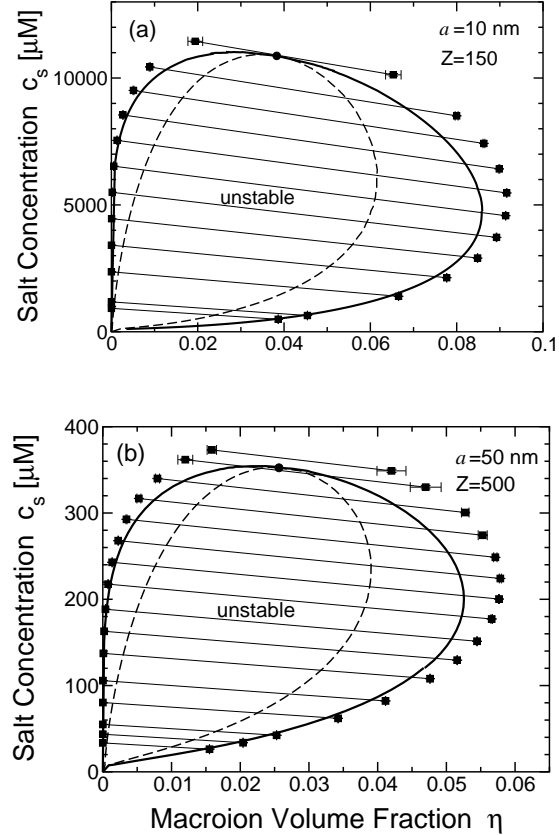 (a)
a=10 nm
Z=150
10000
5000
0
unstable
Salt Concentration c_s [μM]
0 0.02 0.04 0.06 0.08 0.1
(b)
a=50 nm
Z=500
400
300
200
100
0
unstable
Salt Concentration c_s [μM]
0 0.01 0.02 0.03 0.04 0.05 0.06
Macroion Volume Fraction η